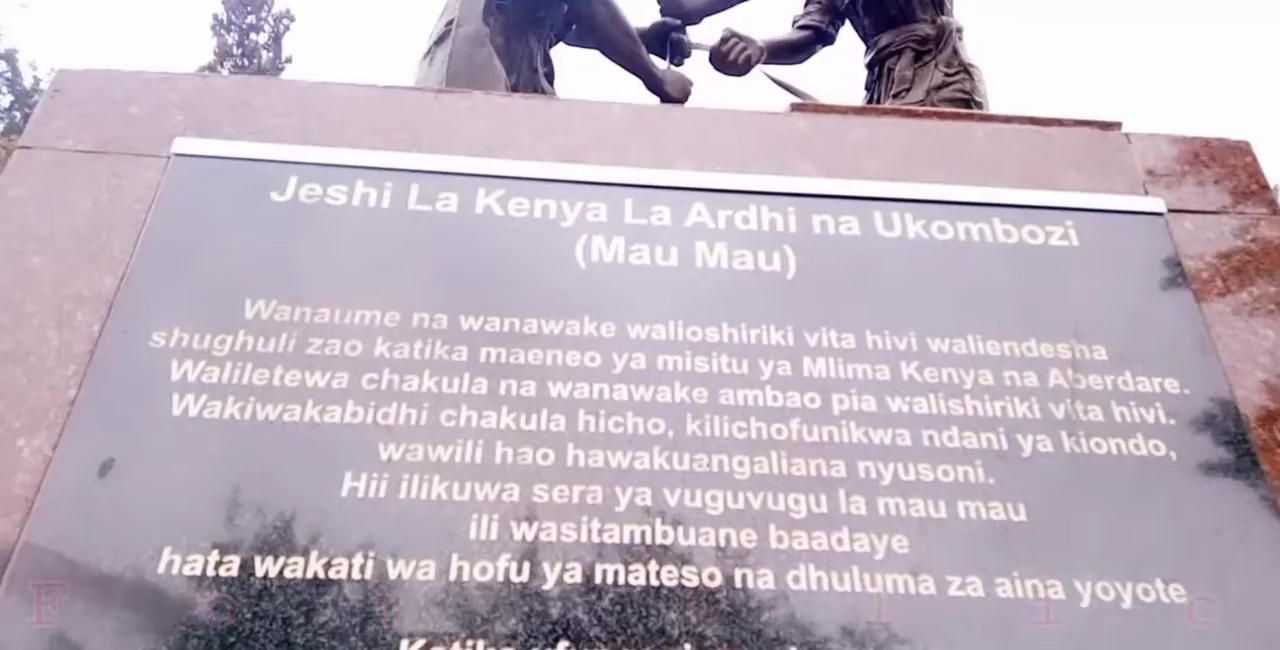 Jeshi La Kenya La Ardhi na Ukombozi
(Mau Mau)
Wanaume na wanawake walioshiriki vita hivi waliendesha
shughuli zao katika maeneo ya misitu ya Mlima Kenya na Aberdare.
Waliletewa chakula na wanawake ambao pia walishiriki vita hivi.
Wakiwakabidhi chakula hicho, kilichofunikwa ndani ya kiondo,
wawili hao hawakuangaliana nyusoni.
Hii ilikuwa sera ya vuguvugu la mau mau
ili wasitambuane baadaye
hata wakati wa hofu ya mateso na dhuluma za aina yoyote
Katika